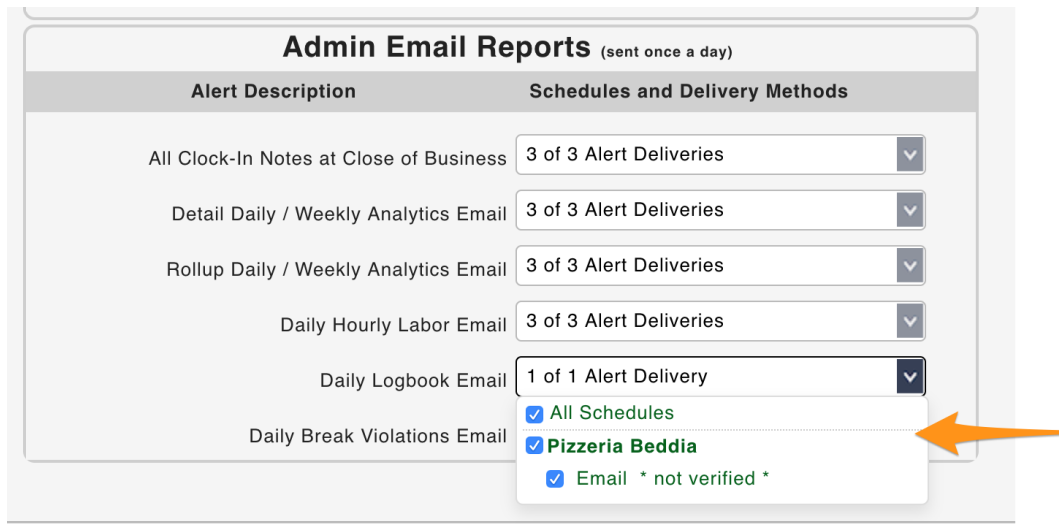 Admin Email Reports (sent once a day)
Alert Description Schedules and Delivery Methods
All Clock-In Notes at Close of Business 3 of 3 Alert Deliveries
Detail Daily / Weekly Analytics Email 3 of 3 Alert Deliveries
Rollup Daily / Weekly Analytics Email 3 of 3 Alert Deliveries
Daily Hourly Labor Email 3 of 3 Alert Deliveries
Daily Logbook Email 1 of 1 Alert Delivery
All Schedules
Daily Break Violations Email Pizzeria Beddia
Email * not verified *